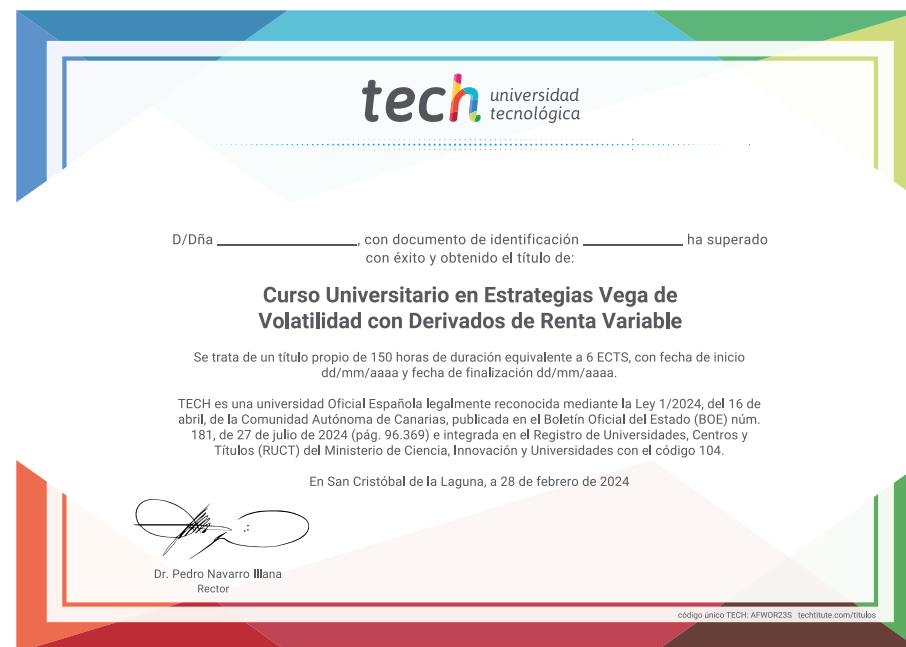 tech universidad
tecnológica
D/Dña ____________, con documento de identificación ____________ ha superado
con éxito y obtenido el título de:
Curso Universitario en Estrategias Vega de
Volatilidad con Derivados de Renta Variable
Se trata de un título propio de 150 horas de duración equivalente a 6 ECTS, con fecha de inicio
dd/mm/aaaa y fecha de finalización dd/mm/aaaa.
TECH es una universidad Oficial Española legalmente reconocida mediante la Ley 1/2024, del 16 de
abril, de la Comunidad Autónoma de Canarias, publicada en el Boletín Oficial del Estado (BOE) núm.
181, de 27 de julio de 2024 (pág. 96.369) e integrada en el Registro de Universidades, Centros y
Títulos (RUCT) del Ministerio de Ciencia, Innovación y Universidades con el código 104.
En San Cristóbal de la Laguna, a 28 de febrero de 2024
Dr. Pedro Navarro Illana
Rector
código único TECH: AFWOR23S techtitute.com/titulos